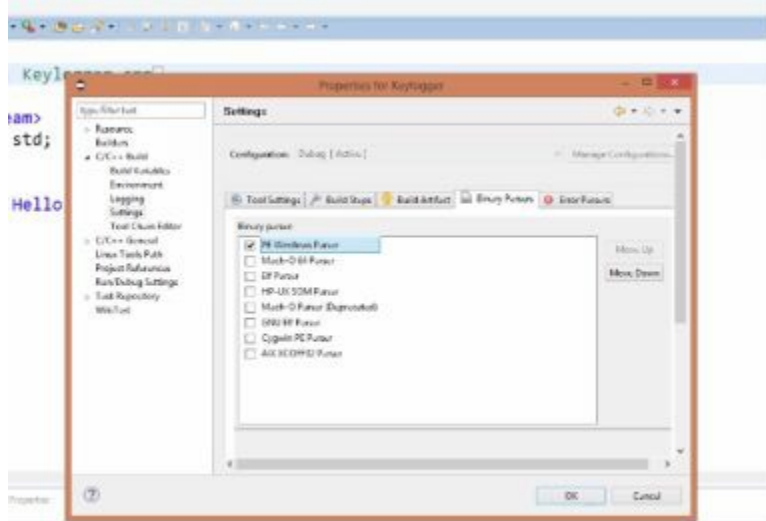 Properties for Keylogger
Keylogger.cpp
eam>
std;
Hello
type filter text
Resource
Builders
C/C++ Build
Build Variables
Environment
Logging
Settings
Tool Chain Editor
C/C++ General
Linux Tools Path
Project References
Run/Debug Settings
Task Repository
WikiText
Settings
Configuration: Debug [ Active ]
Manage Configurations...
Tool Settings
Build Steps
Build Artifact
Binary Parsers
Error Parsers
Binary parser:
PE Windows Parser
Mach-O 64 Parser
Elf Parser
HP-UX SOM Parser
Mach-O Parser (Deprecated)
GNU Elf Parser
Cygwin PE Parser
AIX XCOFF32 Parser
Move Up
Move Down
Properties
OK
Cancel